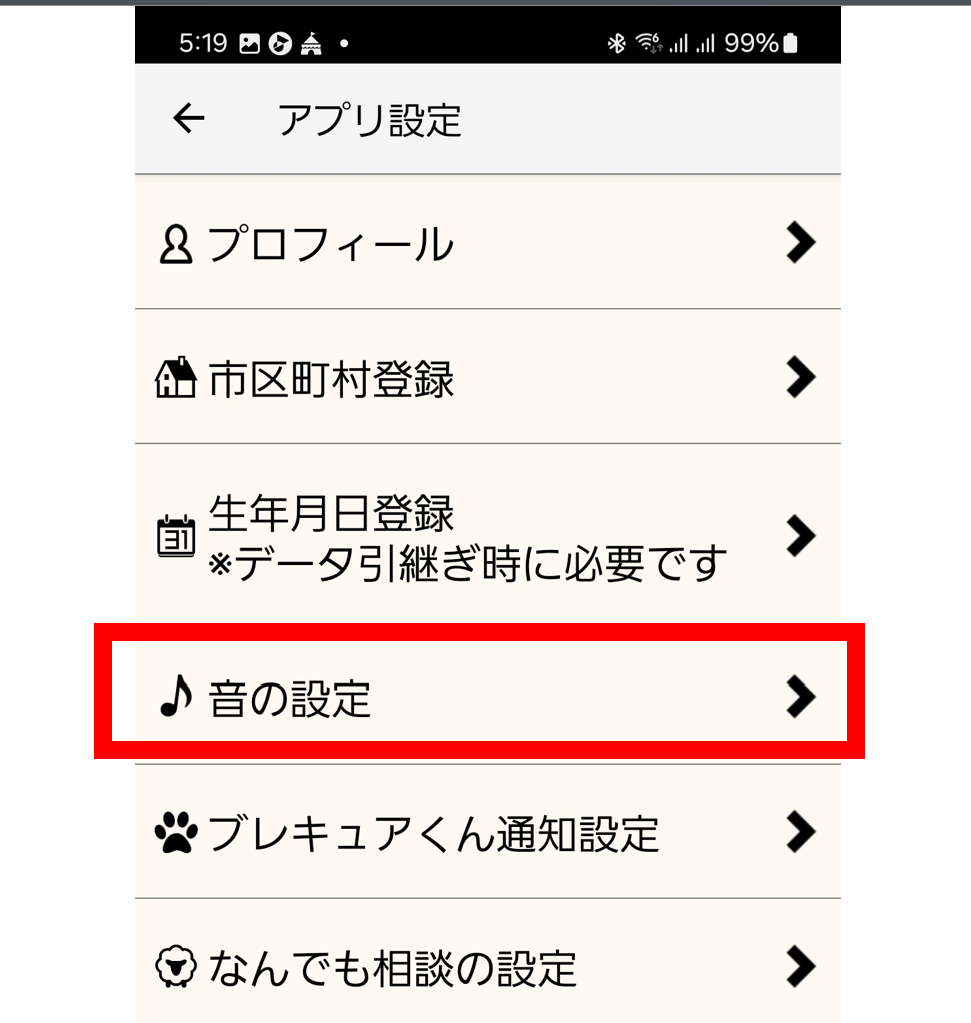 5:19 99%
アプリ設定
プロフィール
市区町村登録
31 生年月日登録
※データ引継ぎ時に必要です
音の設定
ブレキュアくん通知設定
なんでも相談の設定